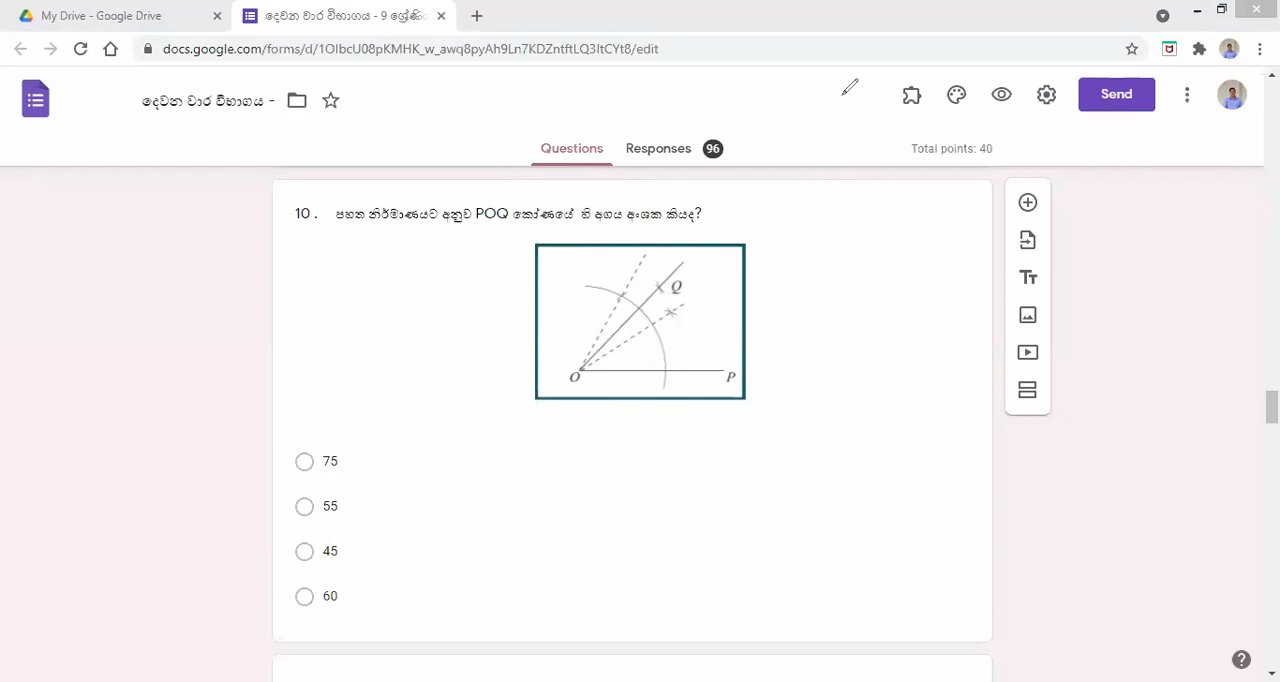 My Drive - Google Drive
දෙවන වාර විභාගය - 9 ශ්‍රේණි
docs.google.com/forms/d/1OlbcU08pKMHK_w_awq8pyAh9Ln7KDZntftLQ3ltCYt8/edit
දෙවන වාර විභාගය -
Send
Questions
Responses 96
Total points: 40
10 . පහත නිර්මාණයට අනුව POQ කෝණයේ හි අගය අංශක කියද?
Q
O
P
75
55
45
60